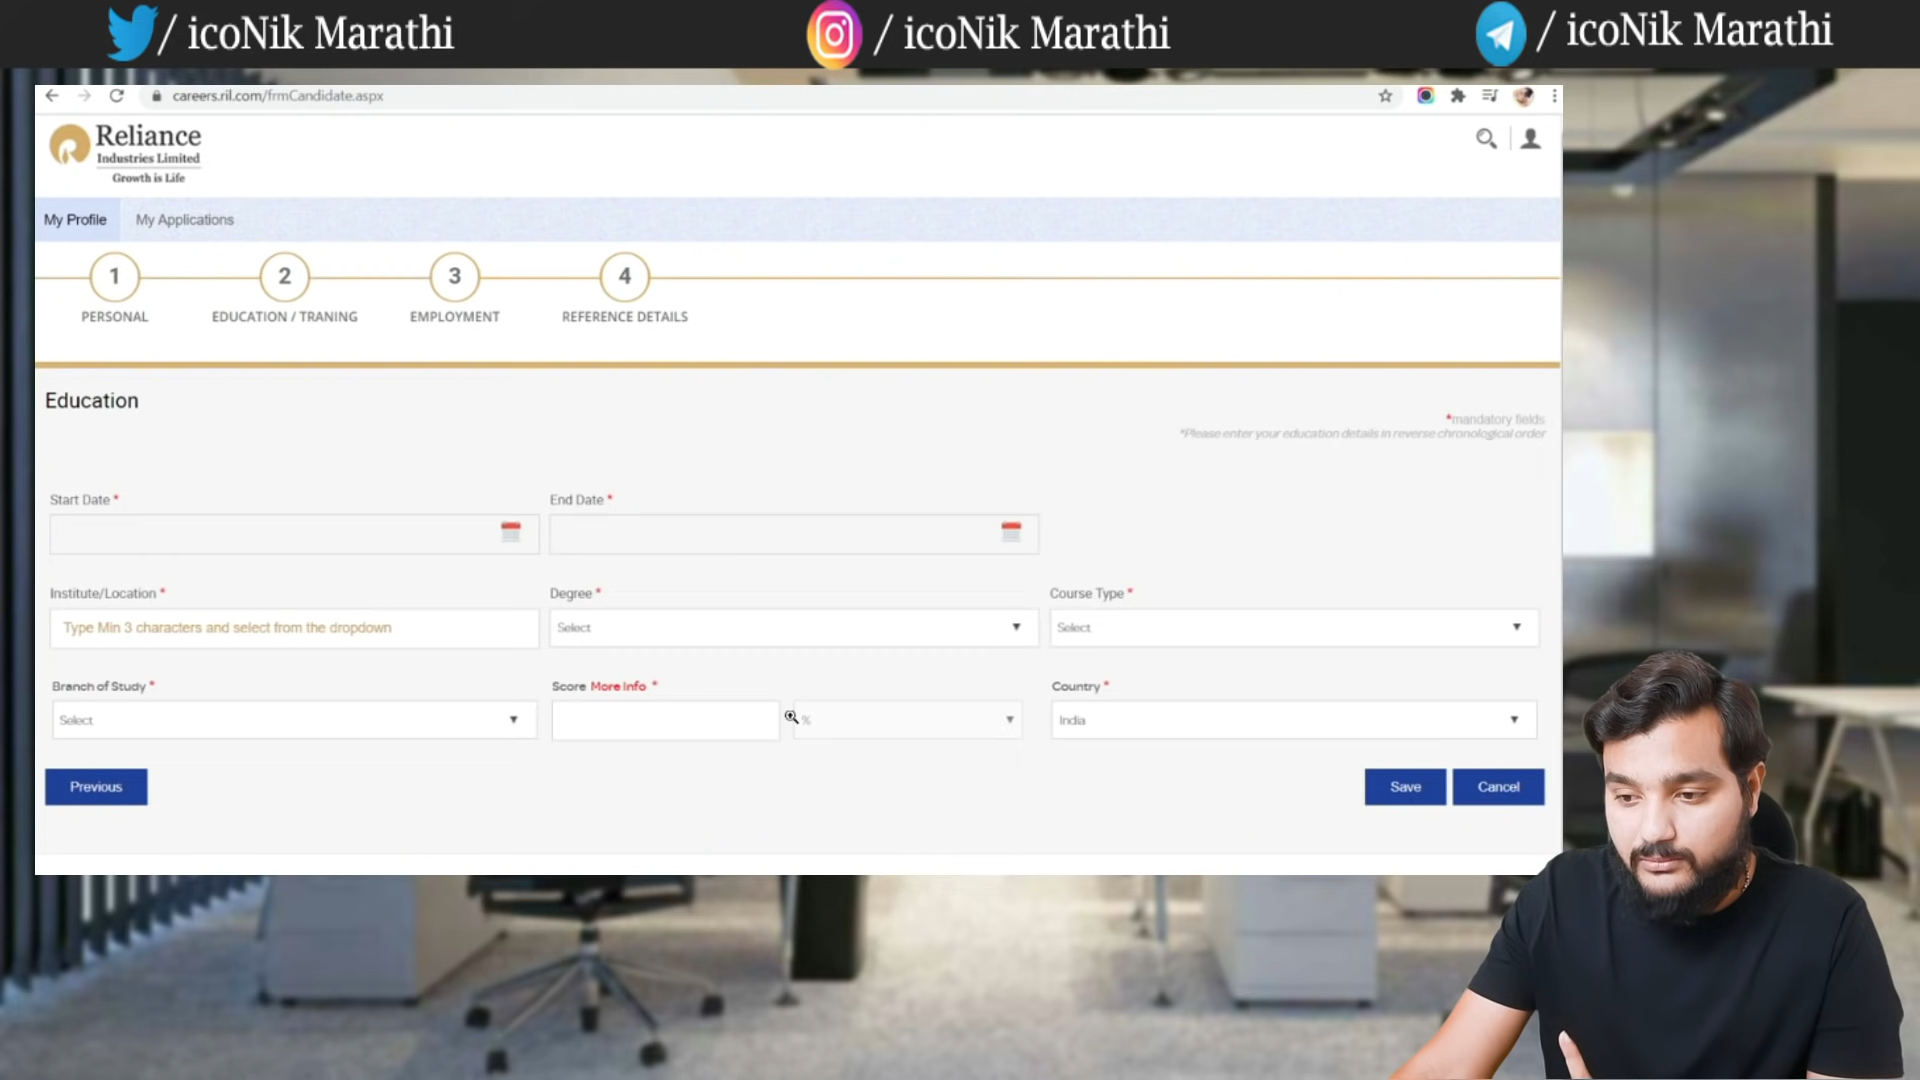 / icoNik Marathi
/ icoNik Marathi
/ icoNik Marathi
careers.ril.com/frmCandidate.aspx
Reliance
Industries Limited
Growth is Life
My Profile
My Applications
1
2
3
4
PERSONAL
EDUCATION / TRANING
EMPLOYMENT
REFERENCE DETAILS
Education
*mandatory fields
*Please enter your education details in reverse chronological order
Start Date *
End Date *
Institute/Location *
Degree *
Course Type *
Type Min 3 characters and select from the dropdown
Select
Select
Branch of Study *
Score More Info *
Country *
Select
%
India
Previous
Save
Cancel